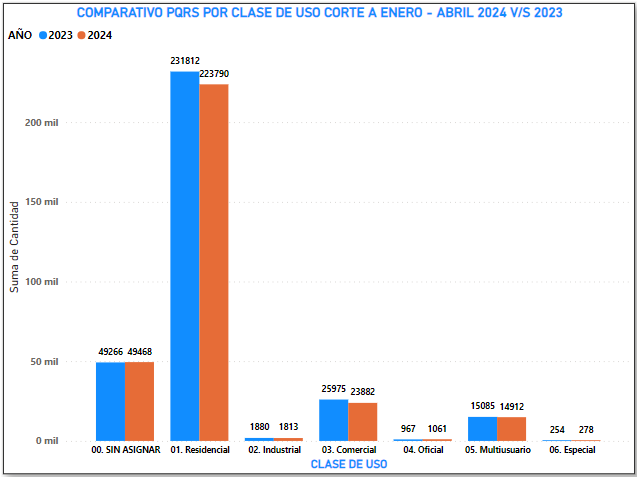 COMPARATIVO PQRS POR CLASE DE USO CORTE A ENERO - ABRIL 2024 V/S 2023
AÑO 2023 2024
231812
223790
200 mil
150 mil
100 mil
50 mil
0 mil
Suma de Cantidad
49266 49468
1880 1813
25975 23882
967 1061
15085 14912
254 278
00. SIN ASIGNAR 01. Residencial 02. Industrial 03. Comercial 04. Oficial 05. Multiusuario 06. Especial
CLASE DE USO